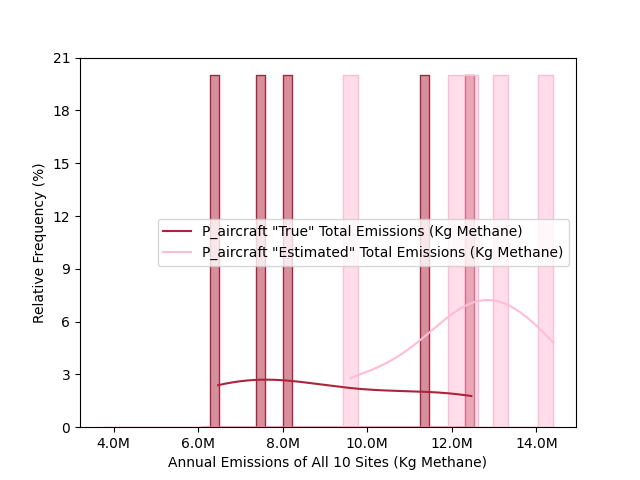 21
18
15
12
9
6
3
0
Relative Frequency (%)
P_aircraft "True" Total Emissions (Kg Methane)
P_aircraft "Estimated" Total Emissions (Kg Methane)
4.0M 6.0M 8.0M 10.0M 12.0M 14.0M
Annual Emissions of All 10 Sites (Kg Methane)